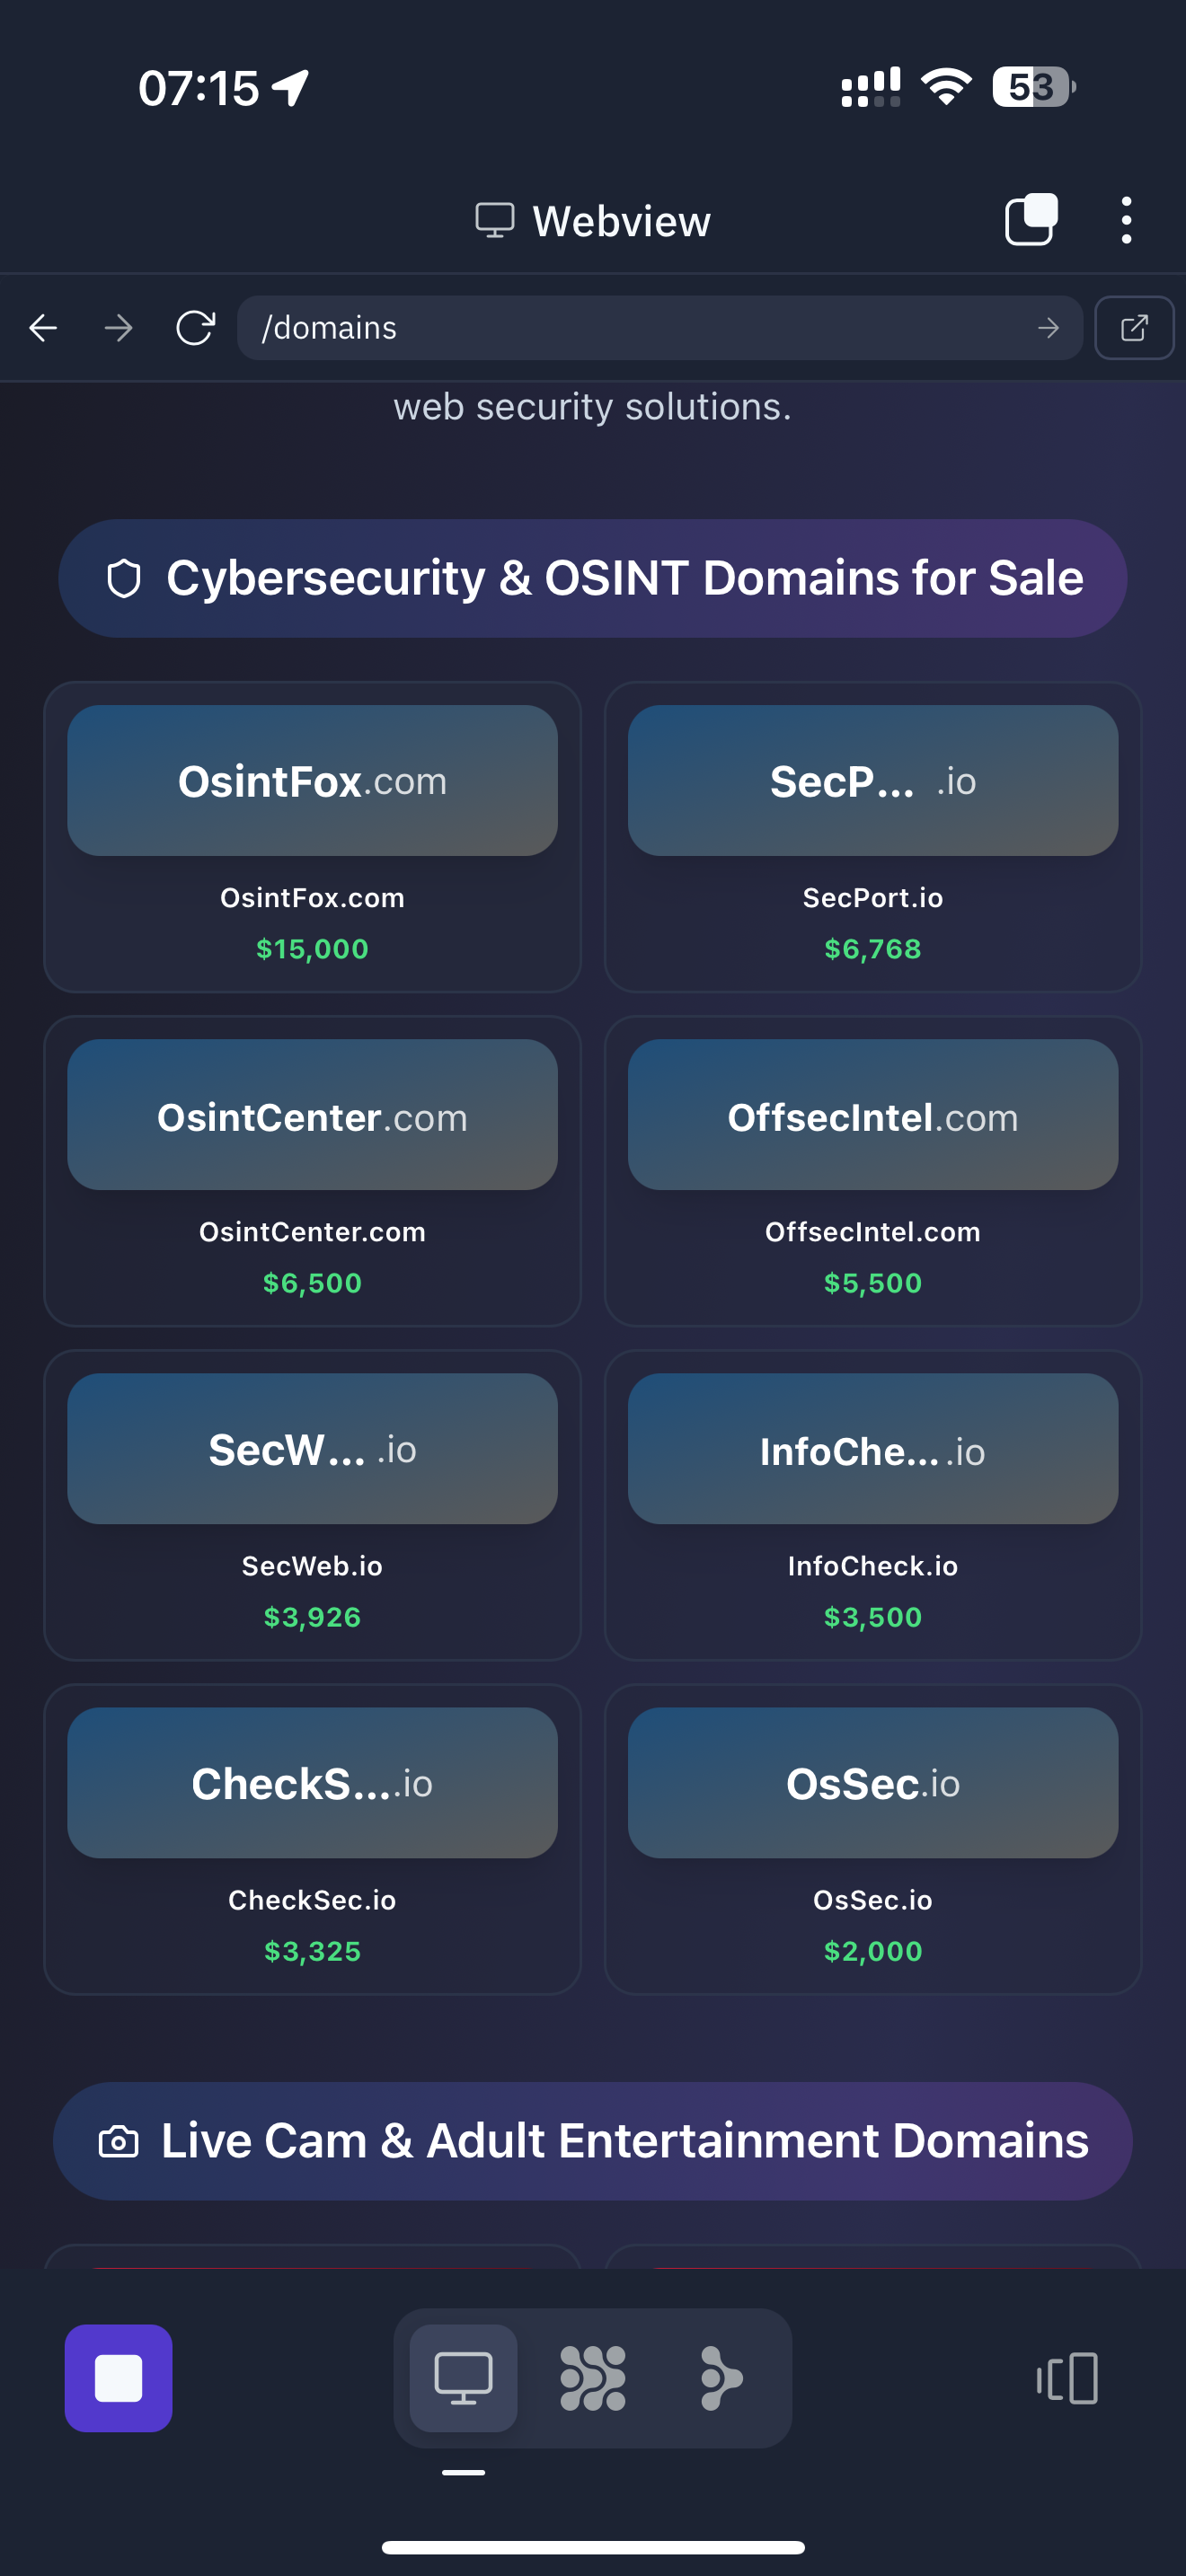 07:15
53
Webview
/domains
web security solutions.
Cybersecurity & OSINT Domains for Sale
OsintFox.com
SecP... .io
OsintFox.com
SecPort.io
$15,000
$6,768
OsintCenter.com
OffsecIntel.com
OsintCenter.com
OffsecIntel.com
$6,500
$5,500
SecW... .io
InfoChe... .io
SecWeb.io
InfoCheck.io
$3,926
$3,500
CheckS... .io
OsSec.io
CheckSec.io
OsSec.io
$3,325
$2,000
Live Cam & Adult Entertainment Domains